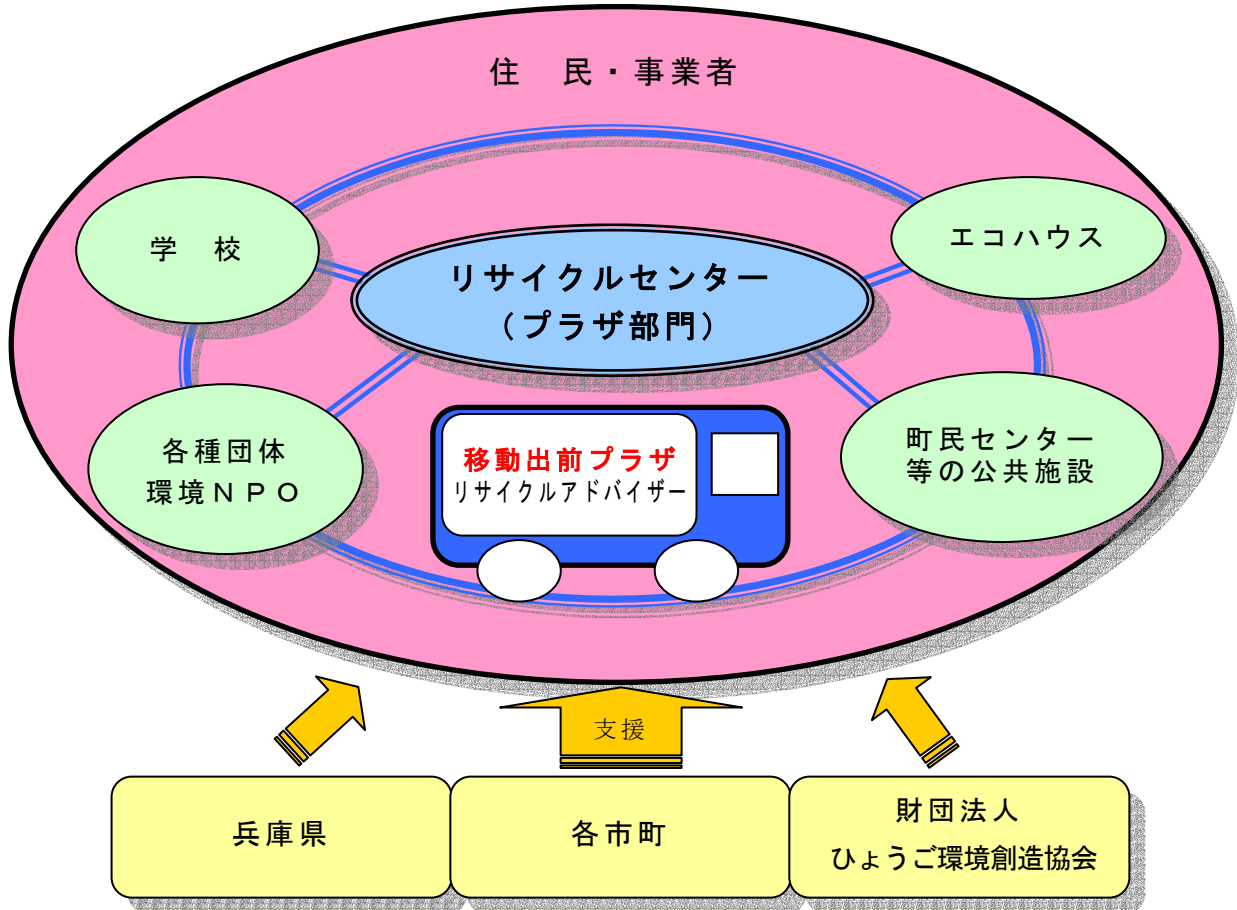 住　民・事業者
学　校
エコハウス
リサイクルセンター
（プラザ部門）
各種団体
環境ＮＰＯ
移動出前プラザ
リサイクルアドバイザー
町民センター
等の公共施設
支援
兵庫県
各市町
財団法人
ひょうご環境創造協会